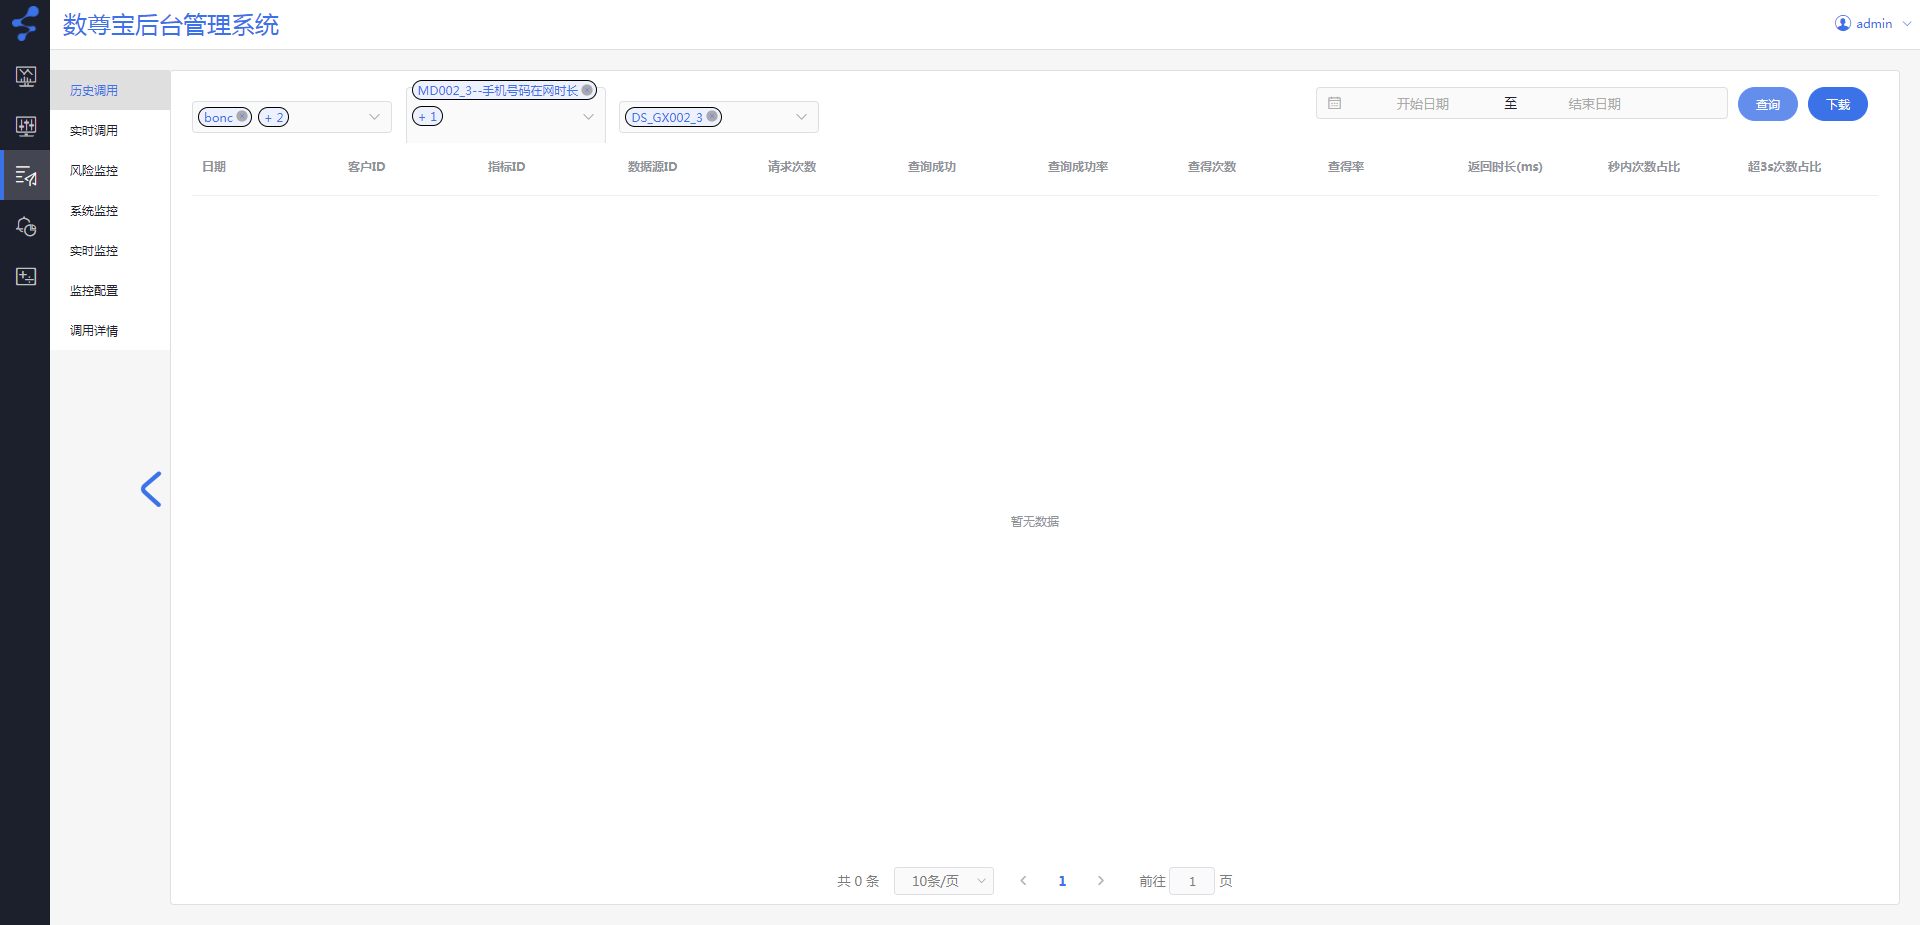 数尊宝后台管理系统
admin
历史调用
实时调用
风险监控
系统监控
实时监控
监控配置
调用详情
bonc + 2
MD002_3--手机号码在网时长
+ 1
DS_GX002_3
开始日期 至 结束日期
查询
下载
日期 客户ID 指标ID 数据源ID 请求次数 查询成功 查询成功率 查得次数 查得率 返回时长(ms) 秒内次数占比 超3s次数占比
暂无数据
共 0 条 10条/页 1 前往 1 页